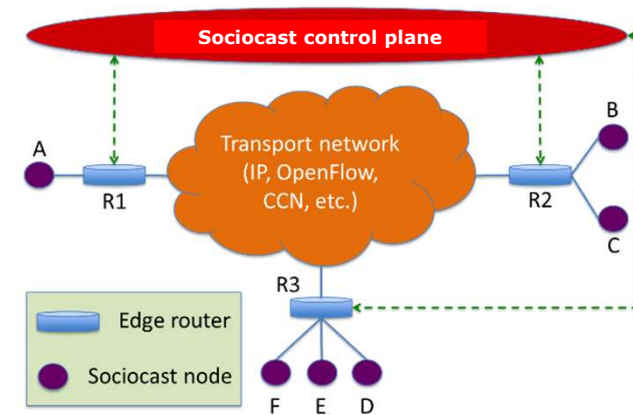 Sociocast control plane
A
R1
Transport network
(IP, OpenFlow,
CCN, etc.)
B
R2
C
R3
Edge router
Sociocast node
F E D